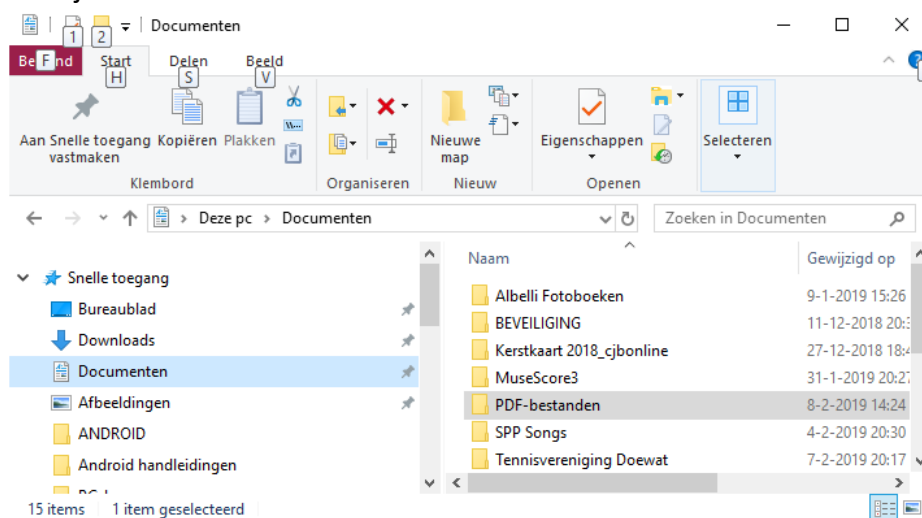 Documenten
1 2
Be F nd Start Delen Beeld
H S V
Aan Snelle toegang vastmaken
Kopiëren
Plakken
Nieuwe map
Eigenschappen
Selecteren
Klembord Organiseren Nieuw Openen
Deze pc Documenten
Zoeken in Documenten
Naam Gewijzigd op
Snelle toegang
Bureaublad
Downloads
Documenten
Afbeeldingen
ANDROID
Android handleidingen
Albelli Fotoboeken 9-1-2019 15:26
BEVEILIGING 11-12-2018 20:
Kerstkaart 2018_cjbonline 27-12-2018 18:
MuseScore3 31-1-2019 20:27
PDF-bestanden 8-2-2019 14:24
SPP Songs 4-2-2019 20:30
Tennisvereniging Doewat 7-2-2019 20:17
15 items 1 item geselecteerd